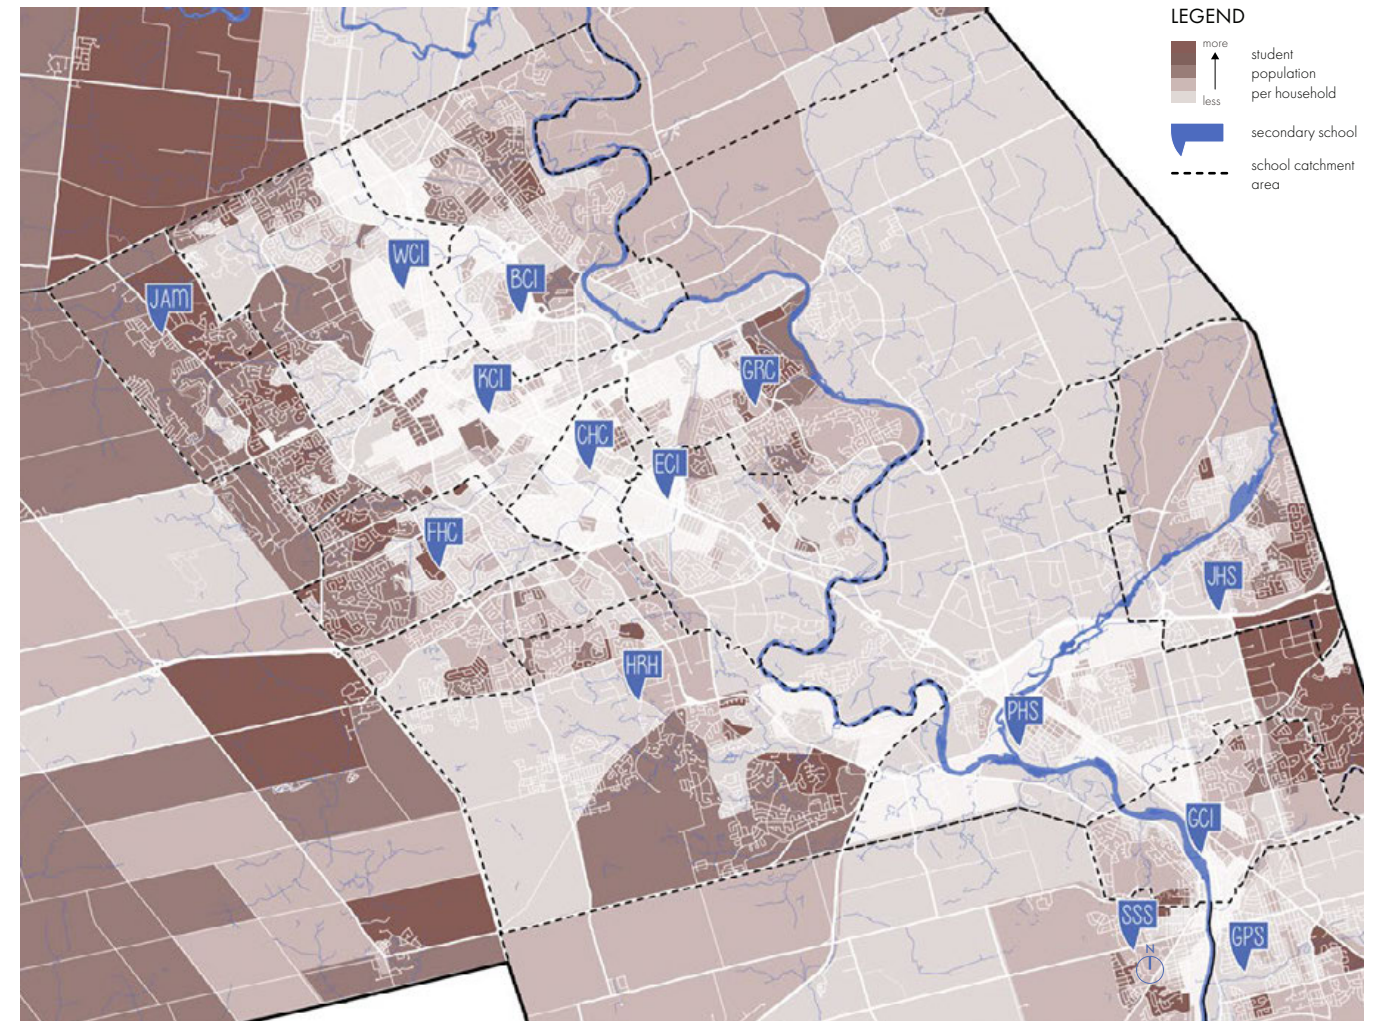 LEGEND
more
less
student
population
per household
secondary school
school catchment
area
WCI
BCI
JAM
KCI
GRC
CHC
ECI
FHC
JHS
HRH
PHS
GCI
SSS
GPS
N